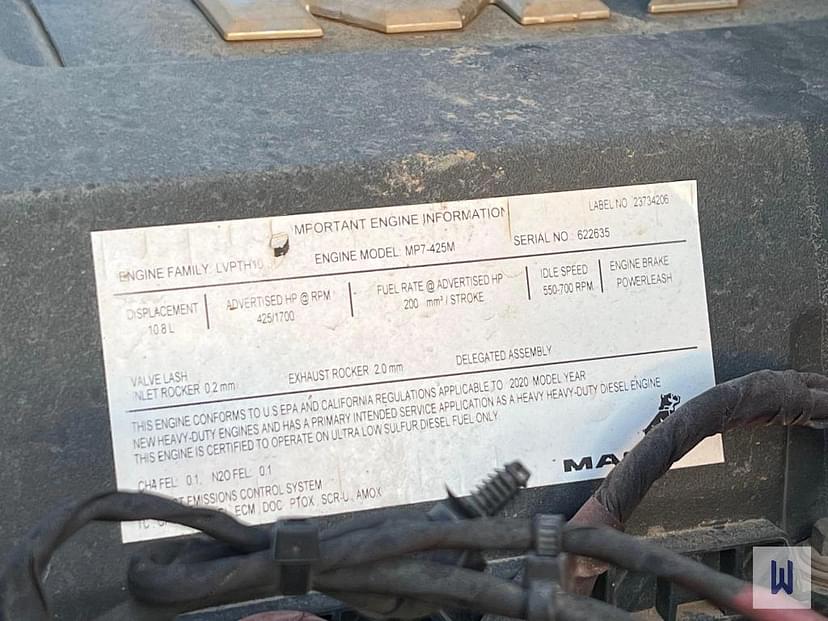 MPORTANT ENGINE INFORMATION
LABEL NO 23734206
ENGINE FAMILY: LVPTH10
ENGINE MODEL: MP7-425M
SERIAL NO : 622635
DISPLACEMENT
10.8 L
ADVERTISED HP @ RPM
425/1700
FUEL RATE @ ADVERTISED HP
200 mm³ / STROKE
IDLE SPEED
550-700 RPM
ENGINE BRAKE
POWERLEASH
VALVE LASH
INLET ROCKER 0.2 mm
EXHAUST ROCKER 2.0 mm
DELEGATED ASSEMBLY
THIS ENGINE CONFORMS TO U S EPA AND CALIFORNIA REGULATIONS APPLICABLE TO 2020 MODEL YEAR
NEW HEAVY-DUTY ENGINES AND HAS A PRIMARY INTENDED SERVICE APPLICATION AS A HEAVY HEAVY-DUTY DIESEL ENGINE
THIS ENGINE IS CERTIFIED TO OPERATE ON ULTRA LOW SULFUR DIESEL FUEL ONLY
CH4 FEL: 0.1, N2O FEL: 0.1
EMISSIONS CONTROL SYSTEM
ECM, DOC, PTOX, SCR-U, AMOX
MA
W